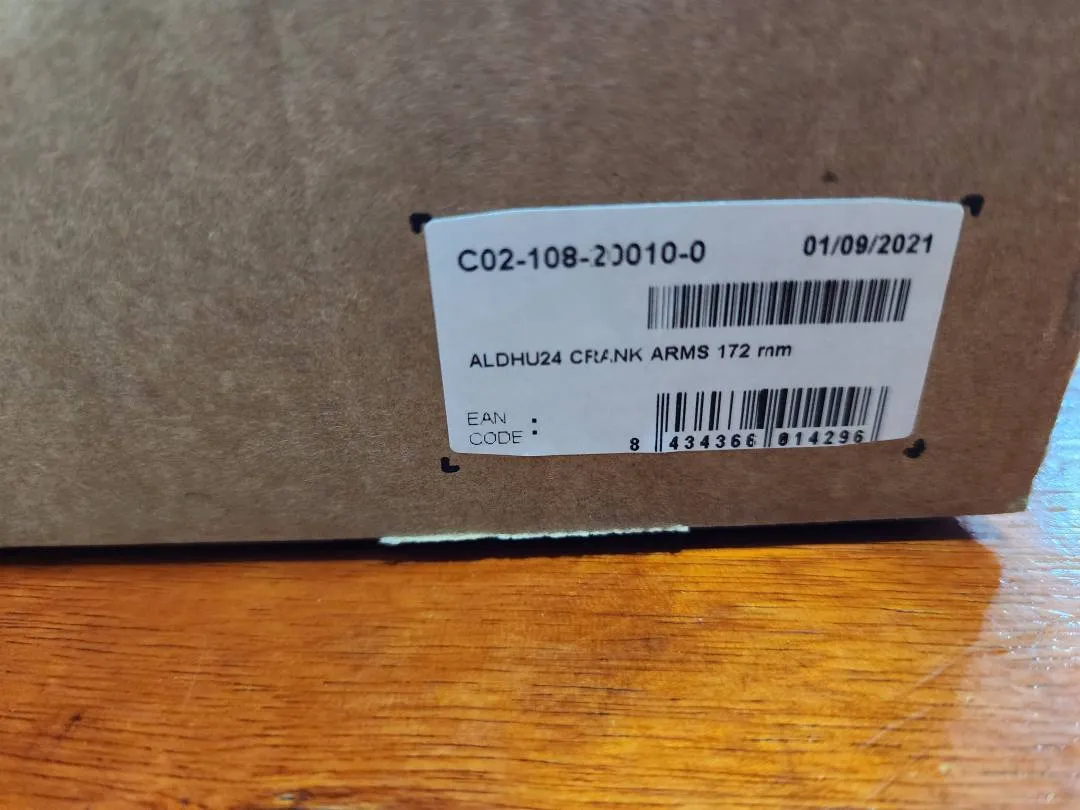 C02-108-20010-0
01/09/2021
ALDHU24 CRANK ARMS 172 mm
EAN
CODE :
8 434366 014296